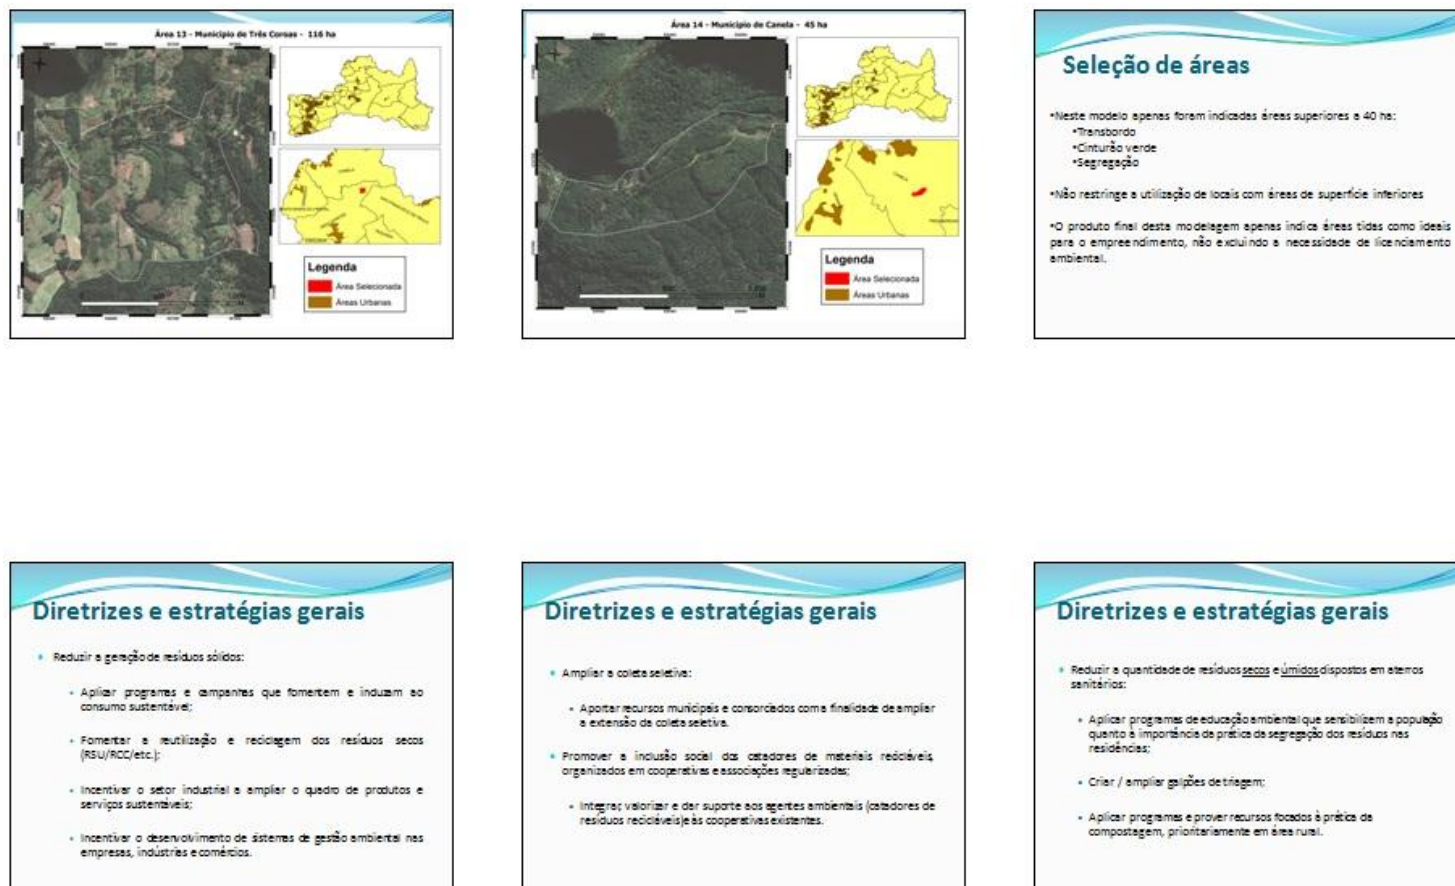 Área 13 - Município de Três Coroas - 116 ha
Legenda
Área Selecionada
Áreas Urbanas
Área 14 - Município de Canela - 45 ha
CANELA
Legenda
Área Selecionada
Áreas Urbanas
Seleção de áreas
•Neste modelo apenas foram indicadas áreas superiores a 40 ha:
•Transbordo
•Cinturão verde
•Segregação
•Não restringe a utilização de locais com áreas de superfície inferiores
•O produto final desta modelagem apenas indica áreas tidas como ideais
para o empreendimento, não excluindo a necessidade de licenciamento
ambiental.
Diretrizes e estratégias gerais
• Reduzir a geração de resíduos sólidos:
• Aplicar programas e campanhas que fomentem e induzam ao
consumo sustentável;
• Fomentar a reutilização e reciclagem dos resíduos secos
(RSU/RCC/etc.);
• Incentivar o setor industrial a ampliar o quadro de produtos e
serviços sustentáveis;
• Incentivar o desenvolvimento de sistemas de gestão ambiental nas
empresas, indústrias e comércios.
Diretrizes e estratégias gerais
• Ampliar a coleta seletiva:
• Aportar recursos municipais e consorciados com a finalidade de ampliar
a extensão da coleta seletiva.
• Promover a inclusão social dos catadores de materiais recicláveis,
organizados em cooperativas e associações regularizadas;
• Integrar, valorizar e dar suporte aos agentes ambientais (catadores de
resíduos recicláveis) e às cooperativas existentes.
Diretrizes e estratégias gerais
• Reduzir a quantidade de resíduos secos e úmidos dispostos em aterros
sanitários:
• Aplicar programas de educação ambiental que sensibilizem a população
quanto à importância da prática da segregação dos resíduos nas
residências;
• Criar / ampliar galpões de triagem;
• Aplicar programas e prover recursos focados à prática da
compostagem, prioritariamente em área rural.